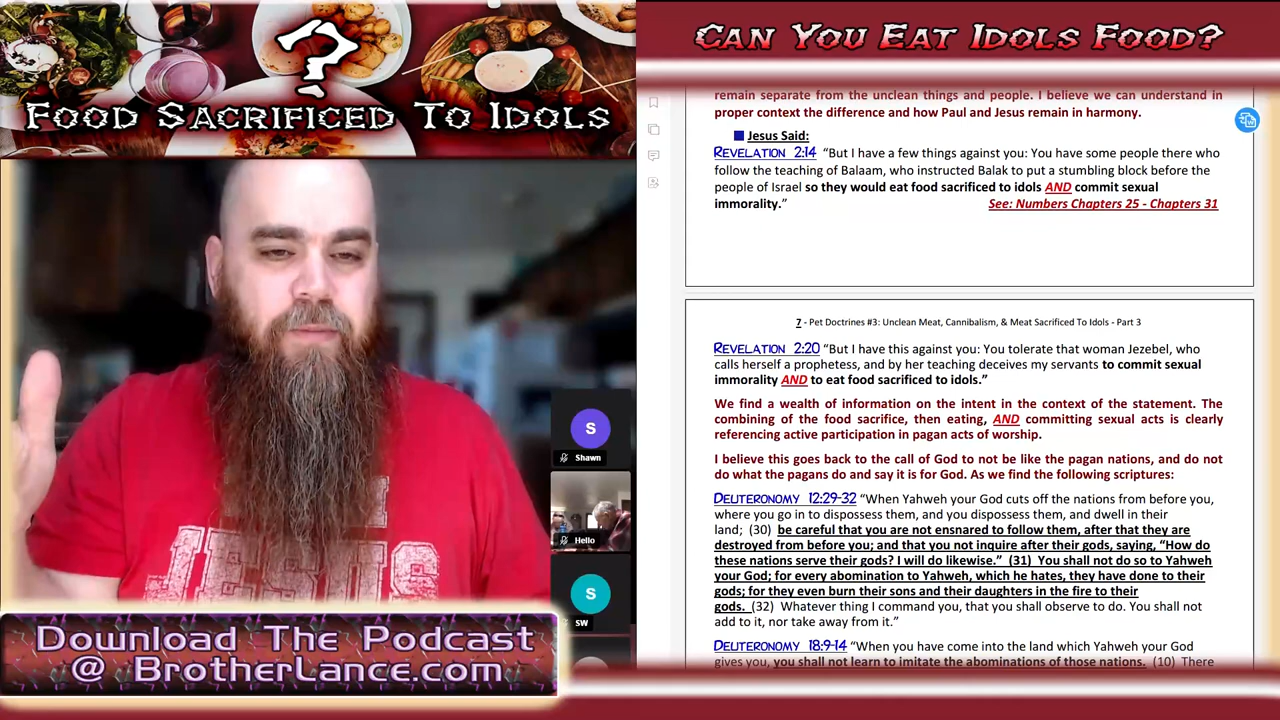 ?
FOOD SACRIFICED TO IDOLS
CAN YOU EAT IDOLS FOOD?
remain separate from the unclean things and people. I believe we can understand in
proper context the difference and how Paul and Jesus remain in harmony.
Jesus Said:
REVELATION 2:14 “But I have a few things against you: You have some people there who
follow the teaching of Balaam, who instructed Balak to put a stumbling block before the
people of Israel so they would eat food sacrificed to idols AND commit sexual
immorality.” See: Numbers Chapters 25 - Chapters 31
7 - Pet Doctrines #3: Unclean Meat, Cannibalism, & Meat Sacrificed To Idols - Part 3
REVELATION 2:20 “But I have this against you: You tolerate that woman Jezebel, who
calls herself a prophetess, and by her teaching deceives my servants to commit sexual
immorality AND to eat food sacrificed to idols.”
We find a wealth of information on the intent in the context of the statement. The
combining of the food sacrifice, then eating, AND committing sexual acts is clearly
referencing active participation in pagan acts of worship.
I believe this goes back to the call of God to not be like the pagan nations, and do not
do what the pagans do and say it is for God. As we find the following scriptures:
DEUTERONOMY 12:29-32 “When Yahweh your God cuts off the nations from before you,
where you go in to dispossess them, and you dispossess them, and dwell in their
land; (30) be careful that you are not ensnared to follow them, after that they are
destroyed from before you; and that you not inquire after their gods, saying, “How do
these nations serve their gods? I will do likewise.” (31) You shall not do so to Yahweh
your God; for every abomination to Yahweh, which he hates, they have done to their
gods; for they even burn their sons and their daughters in the fire to their
gods. (32) Whatever thing I command you, that you shall observe to do. You shall not
add to it, nor take away from it.”
DEUTERONOMY 18:9-14 “When you have come into the land which Yahweh your God
gives you, you shall not learn to imitate the abominations of those nations. (10) There
S
Shawn
Hello
S
SW
JESUS
DOWNLOAD THE PODCAST
@ BROTHERLANCE.COM